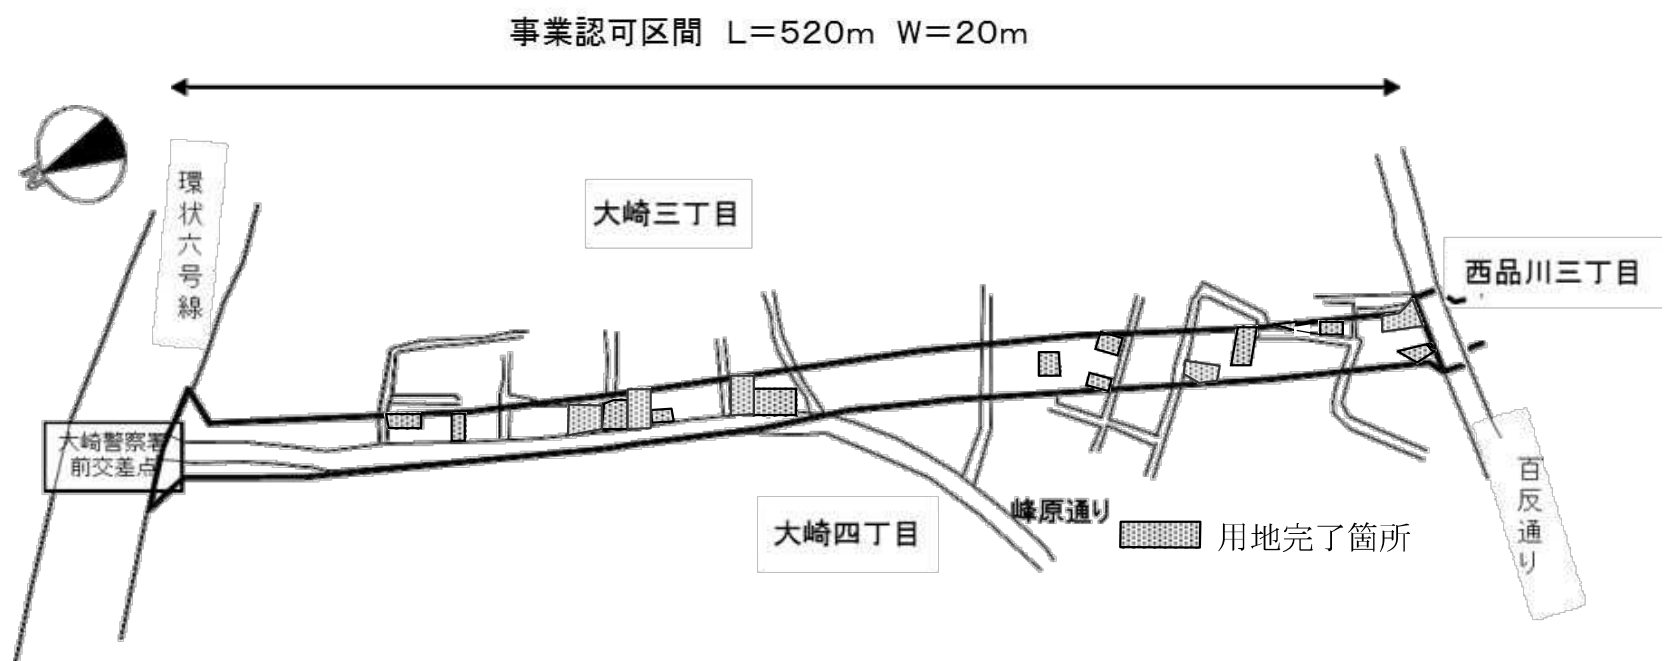 事業認可区間 L＝520m W＝20m
環状六号線
大崎三丁目
西品川三丁目
大崎警察署
前交差点
大崎四丁目
峰原通り
用地完了箇所
百反通り